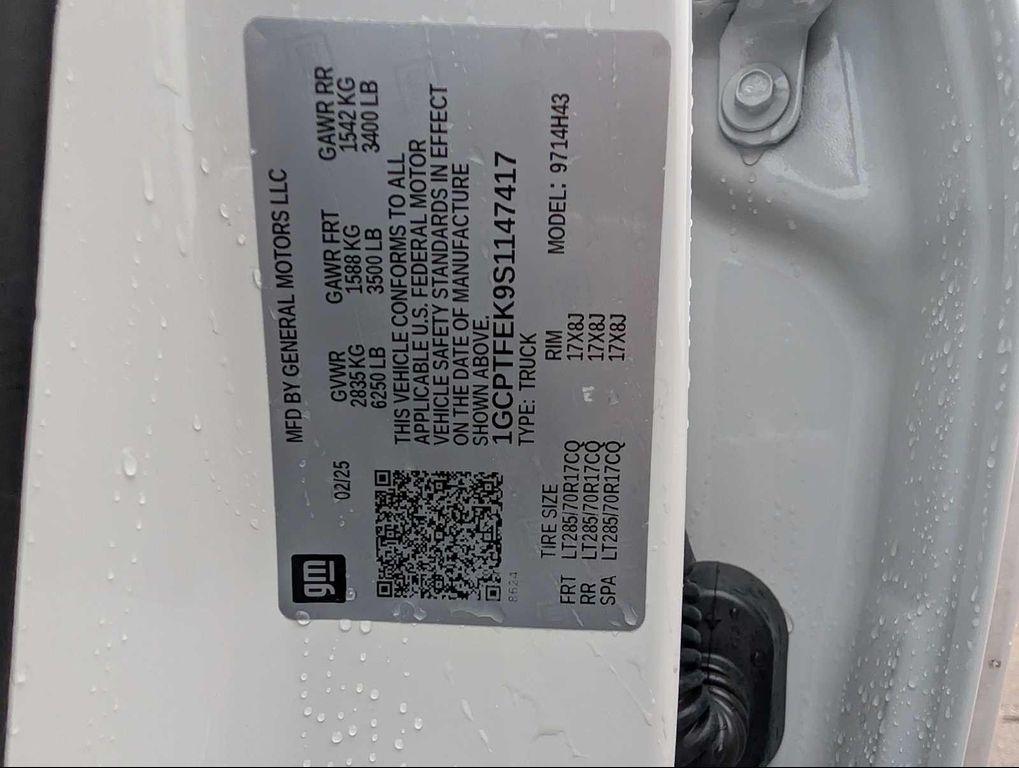 gm
02/25
MFD BY GENERAL MOTORS LLC
GVWR GAWR FRT GAWR RR
2835 KG 1588 KG 1542 KG
6250 LB 3500 LB 3400 LB
THIS VEHICLE CONFORMS TO ALL
APPLICABLE U.S. FEDERAL MOTOR
VEHICLE SAFETY STANDARDS IN EFFECT
ON THE DATE OF MANUFACTURE
SHOWN ABOVE.
1GCPTFEK9S1147417
TYPE: TRUCK
8624
TIRE SIZE RIM MODEL: 9714H43
FRT LT285/70R17CQ 17X8J
RR LT285/70R17CQ 17X8J
SPA LT285/70R17CQ 17X8J